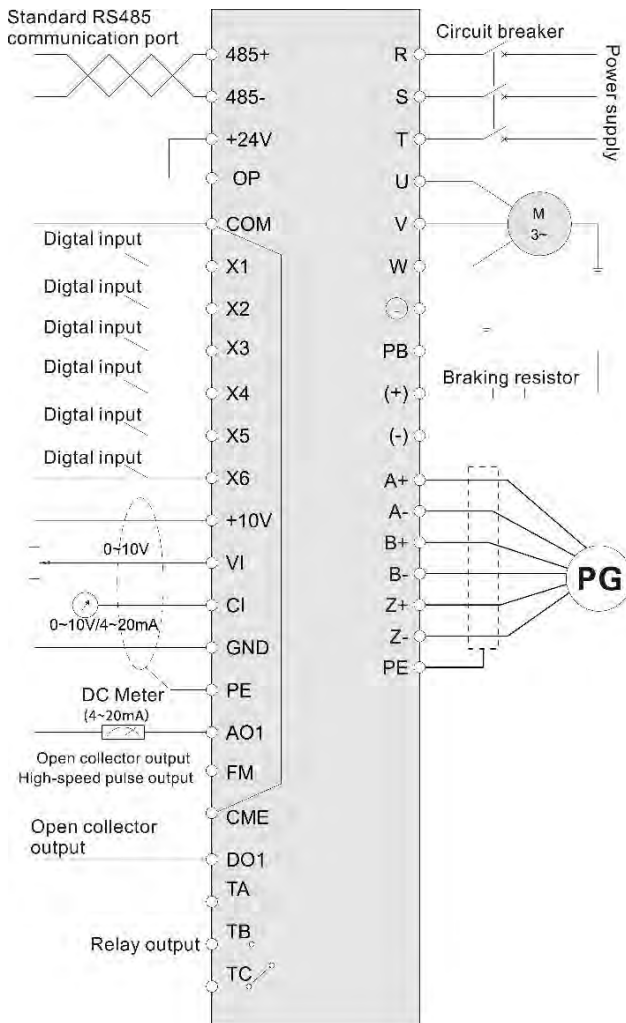 Standard RS485
communication port
485+
485-
+24V
OP
COM
Digtal input
X1
Digtal input
X2
Digtal input
X3
Digtal input
X4
Digtal input
X5
Digtal input
X6
+10V
0~10V
VI
CI
0~10V/4~20mA
GND
PE
DC Meter
(4~20mA)
AO1
Open collector output
High-speed pulse output
FM
CME
Open collector
output
DO1
TA
TB
Relay output
TC
Circuit breaker
R
S
T
Power supply
U
V
W
M
3~
(-)
PB
Braking resistor
(+)
(-)
A+
A-
B+
B-
Z+
Z-
PE
PG